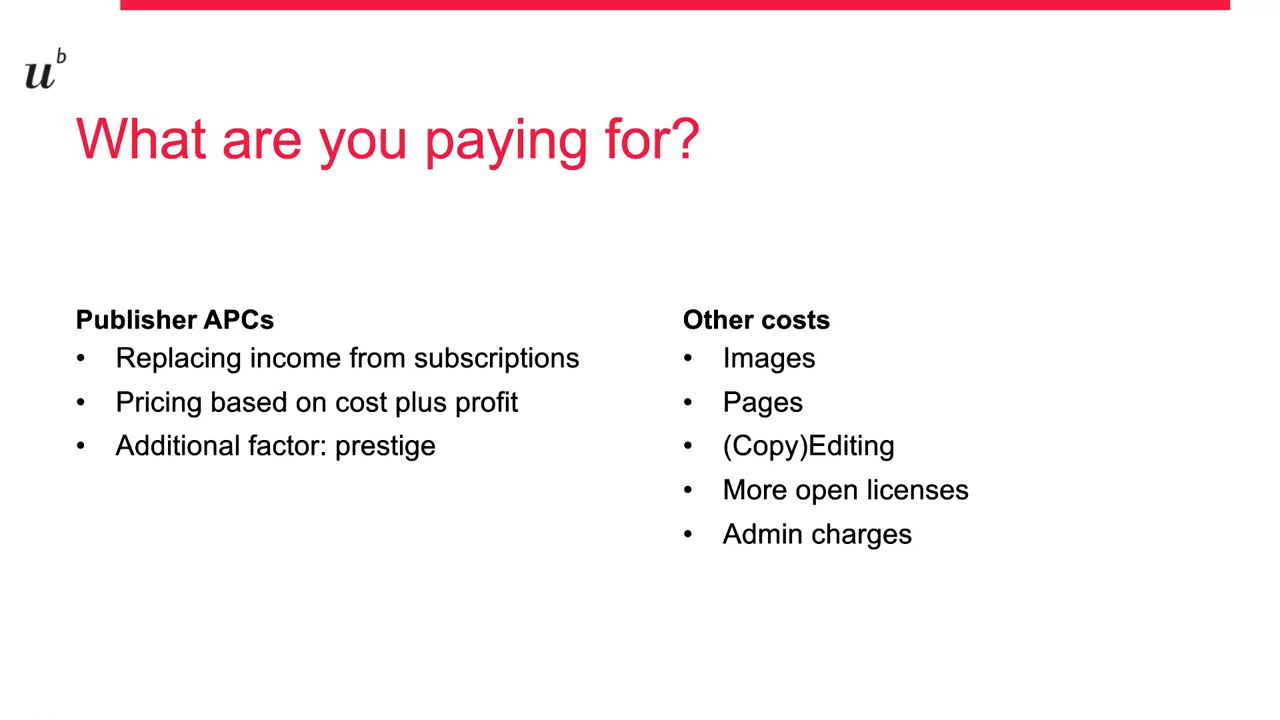 u b
What are you paying for?
Publisher APCs
• Replacing income from subscriptions
• Pricing based on cost plus profit
• Additional factor: prestige
Other costs
• Images
• Pages
• (Copy)Editing
• More open licenses
• Admin charges